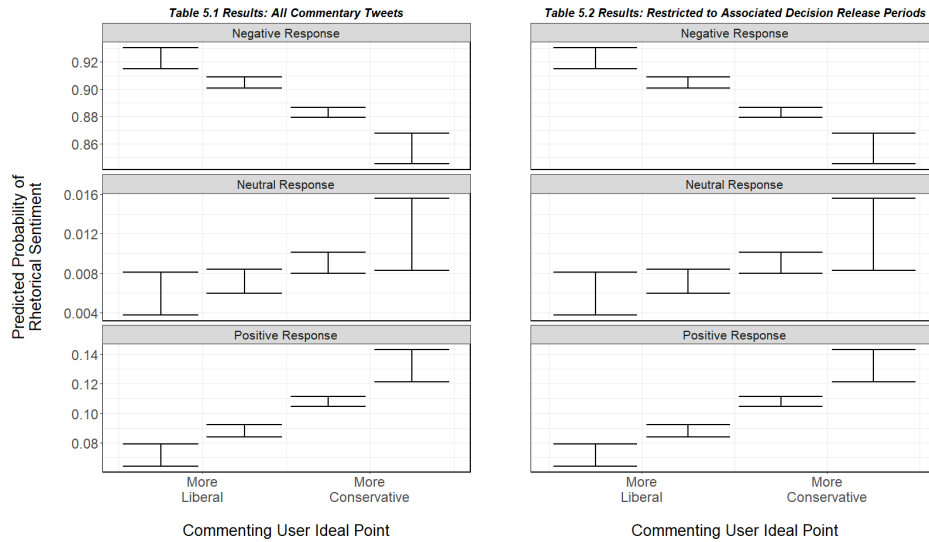 Table 5.1 Results: All Commentary Tweets
Table 5.2 Results: Restricted to Associated Decision Release Periods
Predicted Probability of
Rhetorical Sentiment
Negative Response
0.92
0.90
0.88
0.86
Neutral Response
0.016
0.012
0.008
0.004
Positive Response
0.14
0.10
0.08
More
Liberal
More
Conservative
Commenting User Ideal Point
Negative Response
Neutral Response
Positive Response
More
Liberal
More
Conservative
Commenting User Ideal Point